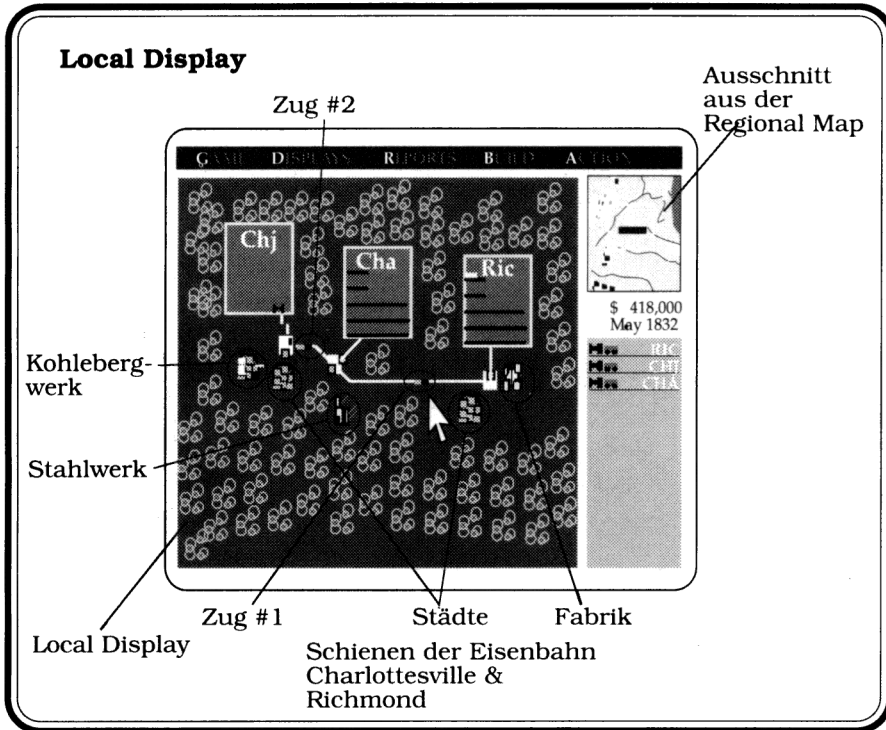 Local Display
Ausschnitt
aus der
Regional Map
Zug #2
GAME DISPLAYS REPORTS BUILD ACTION
Chj
Cha
Ric
$ 418,000
May 1832
RIC
CHJ
CHA
Kohleberg-
werk
Stahlwerk
Zug #1
Städte
Fabrik
Local Display
Schienen der Eisenbahn
Charlottesville &
Richmond